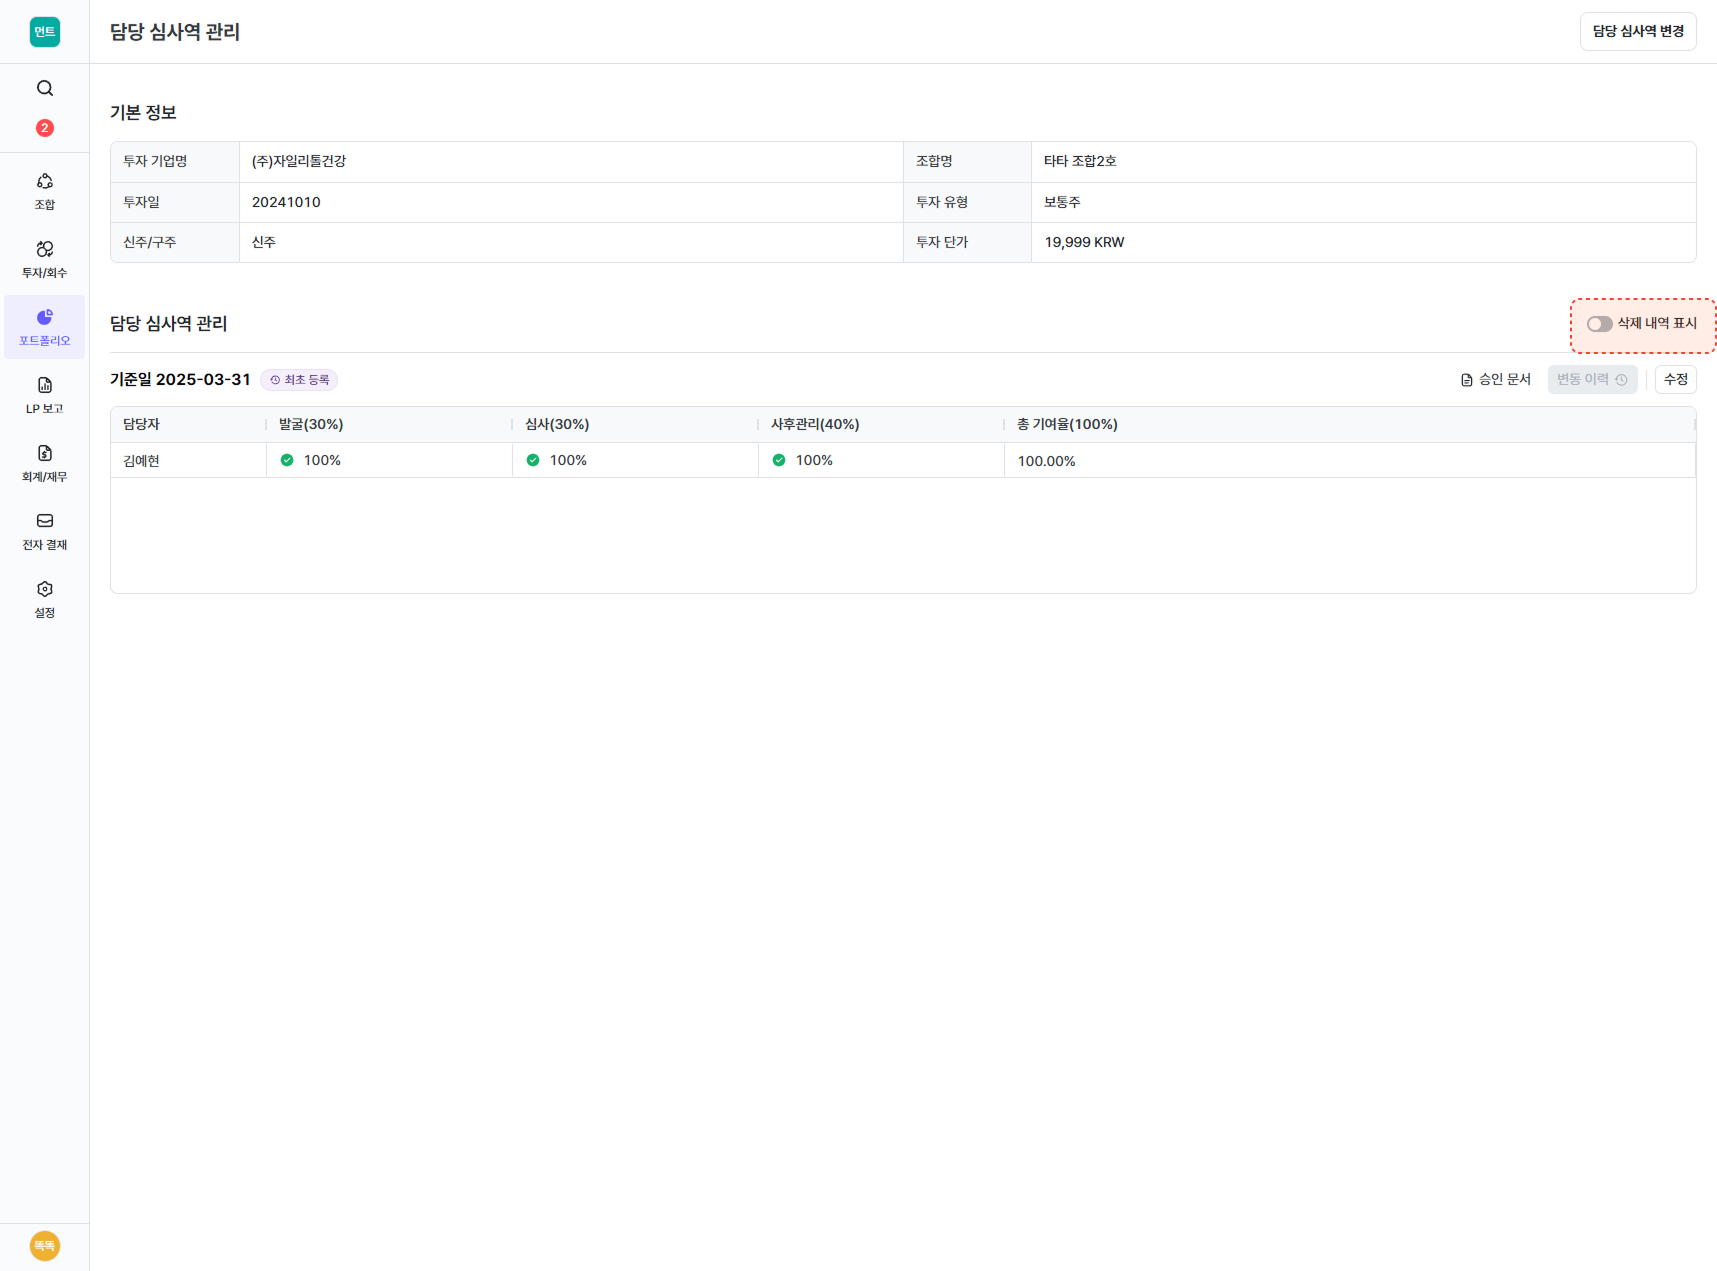 먼트
담당 심사역 관리
담당 심사역 변경
2
조합
투자/회수
포트폴리오
LP 보고
회계/재무
전자 결재
설정
똑똑
기본 정보
투자 기업명 (주)자일리톨건강 조합명 타타 조합2호
투자일 20241010 투자 유형 보통주
신주/구주 신주 투자 단가 19,999 KRW
담당 심사역 관리
삭제 내역 표시
기준일 2025-03-31 최초 등록
승인 문서 변동 이력 수정
담당자 발굴(30%) 심사(30%) 사후관리(40%) 총 기여율(100%)
김예현 100% 100% 100% 100.00%